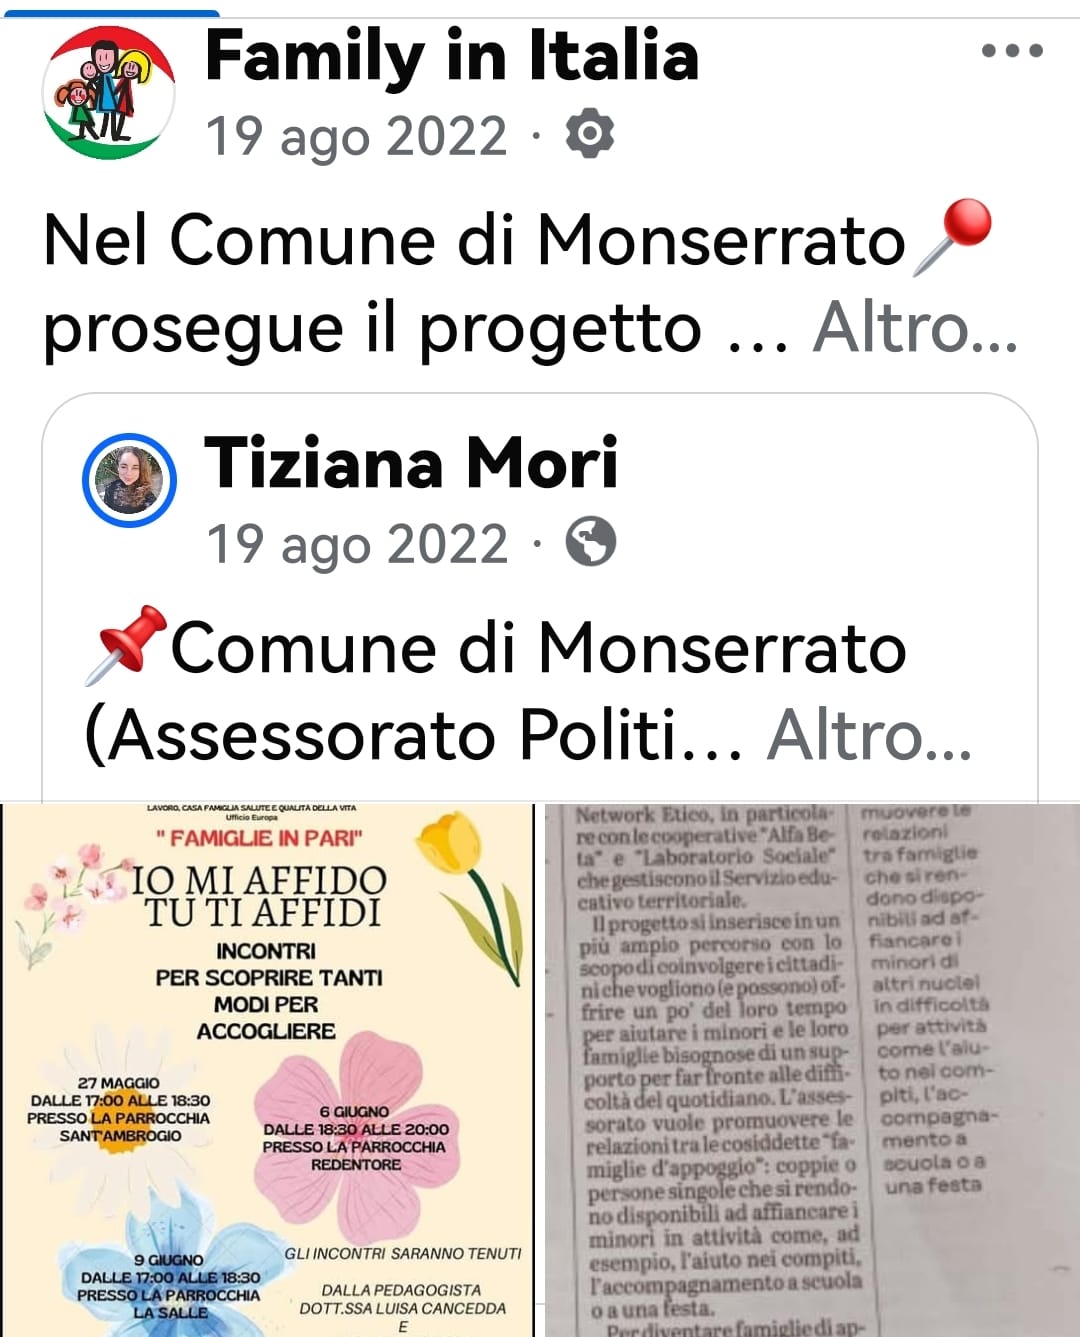 Family in Italia
19 ago 2022 ·
Nel Comune di Monserrato
prosegue il progetto ... Altro...
Tiziana Mori
19 ago 2022 ·
Comune di Monserrato
(Assessorato Politi... Altro...
LAVORO, CASA FAMIGLIA SALUTE E QUALITÀ DELLA VITA
Ufficio Europa
" FAMIGLIE IN PARI"
IO MI AFFIDO
TU TI AFFIDI
INCONTRI
PER SCOPRIRE TANTI
MODI PER
ACCOGLIERE
27 MAGGIO
DALLE 17:00 ALLE 18:30
PRESSO LA PARROCCHIA
SANT'AMBROGIO
6 GIUGNO
DALLE 18:30 ALLE 20:00
PRESSO LA PARROCCHIA
REDENTORE
9 GIUGNO
DALLE 17:00 ALLE 18:30
PRESSO LA PARROCCHIA
LA SALLE
GLI INCONTRI SARANNO TENUTI
DALLA PEDAGOGISTA
DOTT.SSA LUISA CANCEDDA
E
Network Etico, in particola-
re con le cooperative "Alfa Be-
ta" e "Laboratorio Sociale"
che gestiscono il Servizio edu-
cativo territoriale.
Il progetto si inserisce in un
più ampio percorso con lo
scopo di coinvolgere i cittadi-
ni che vogliono (e possono) of-
frire un po' del loro tempo
per aiutare i minori e le loro
famiglie bisognose di un sup-
porto per far fronte alle diffi-
coltà del quotidiano. L'asses-
sorato vuole promuovere le
relazioni tra le cosiddette "fa-
miglie d'appoggio": coppie o
persone singole che si rendo-
no disponibili ad affiancare i
minori in attività come, ad
esempio, l'aiuto nei compiti,
l'accompagnamento a scuola
o a una festa.
Per diventare famiglie di ap-
muovere le
relazioni
tra famiglie
che si ren-
dono dispo-
nibili ad af-
fiancare i
minori di
altri nuclei
in difficoltà
per attività
come l'aiu-
to nei com-
piti, l'ac-
compagna-
mento a
scuola o a
una festa